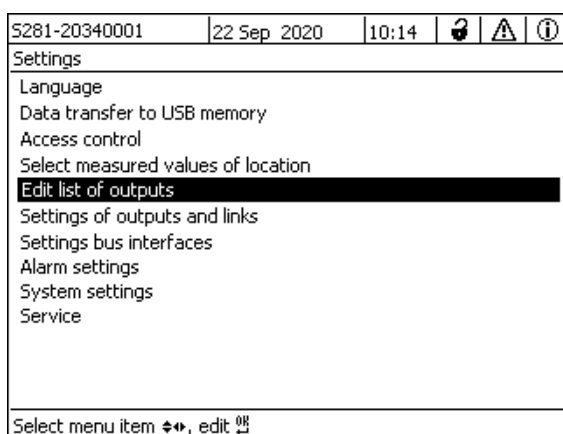 S281-20340001 22 Sep 2020 10:14
Settings
Language
Data transfer to USB memory
Access control
Select measured values of location
Edit list of outputs
Settings of outputs and links
Settings bus interfaces
Alarm settings
System settings
Service
Select menu item , edit OK